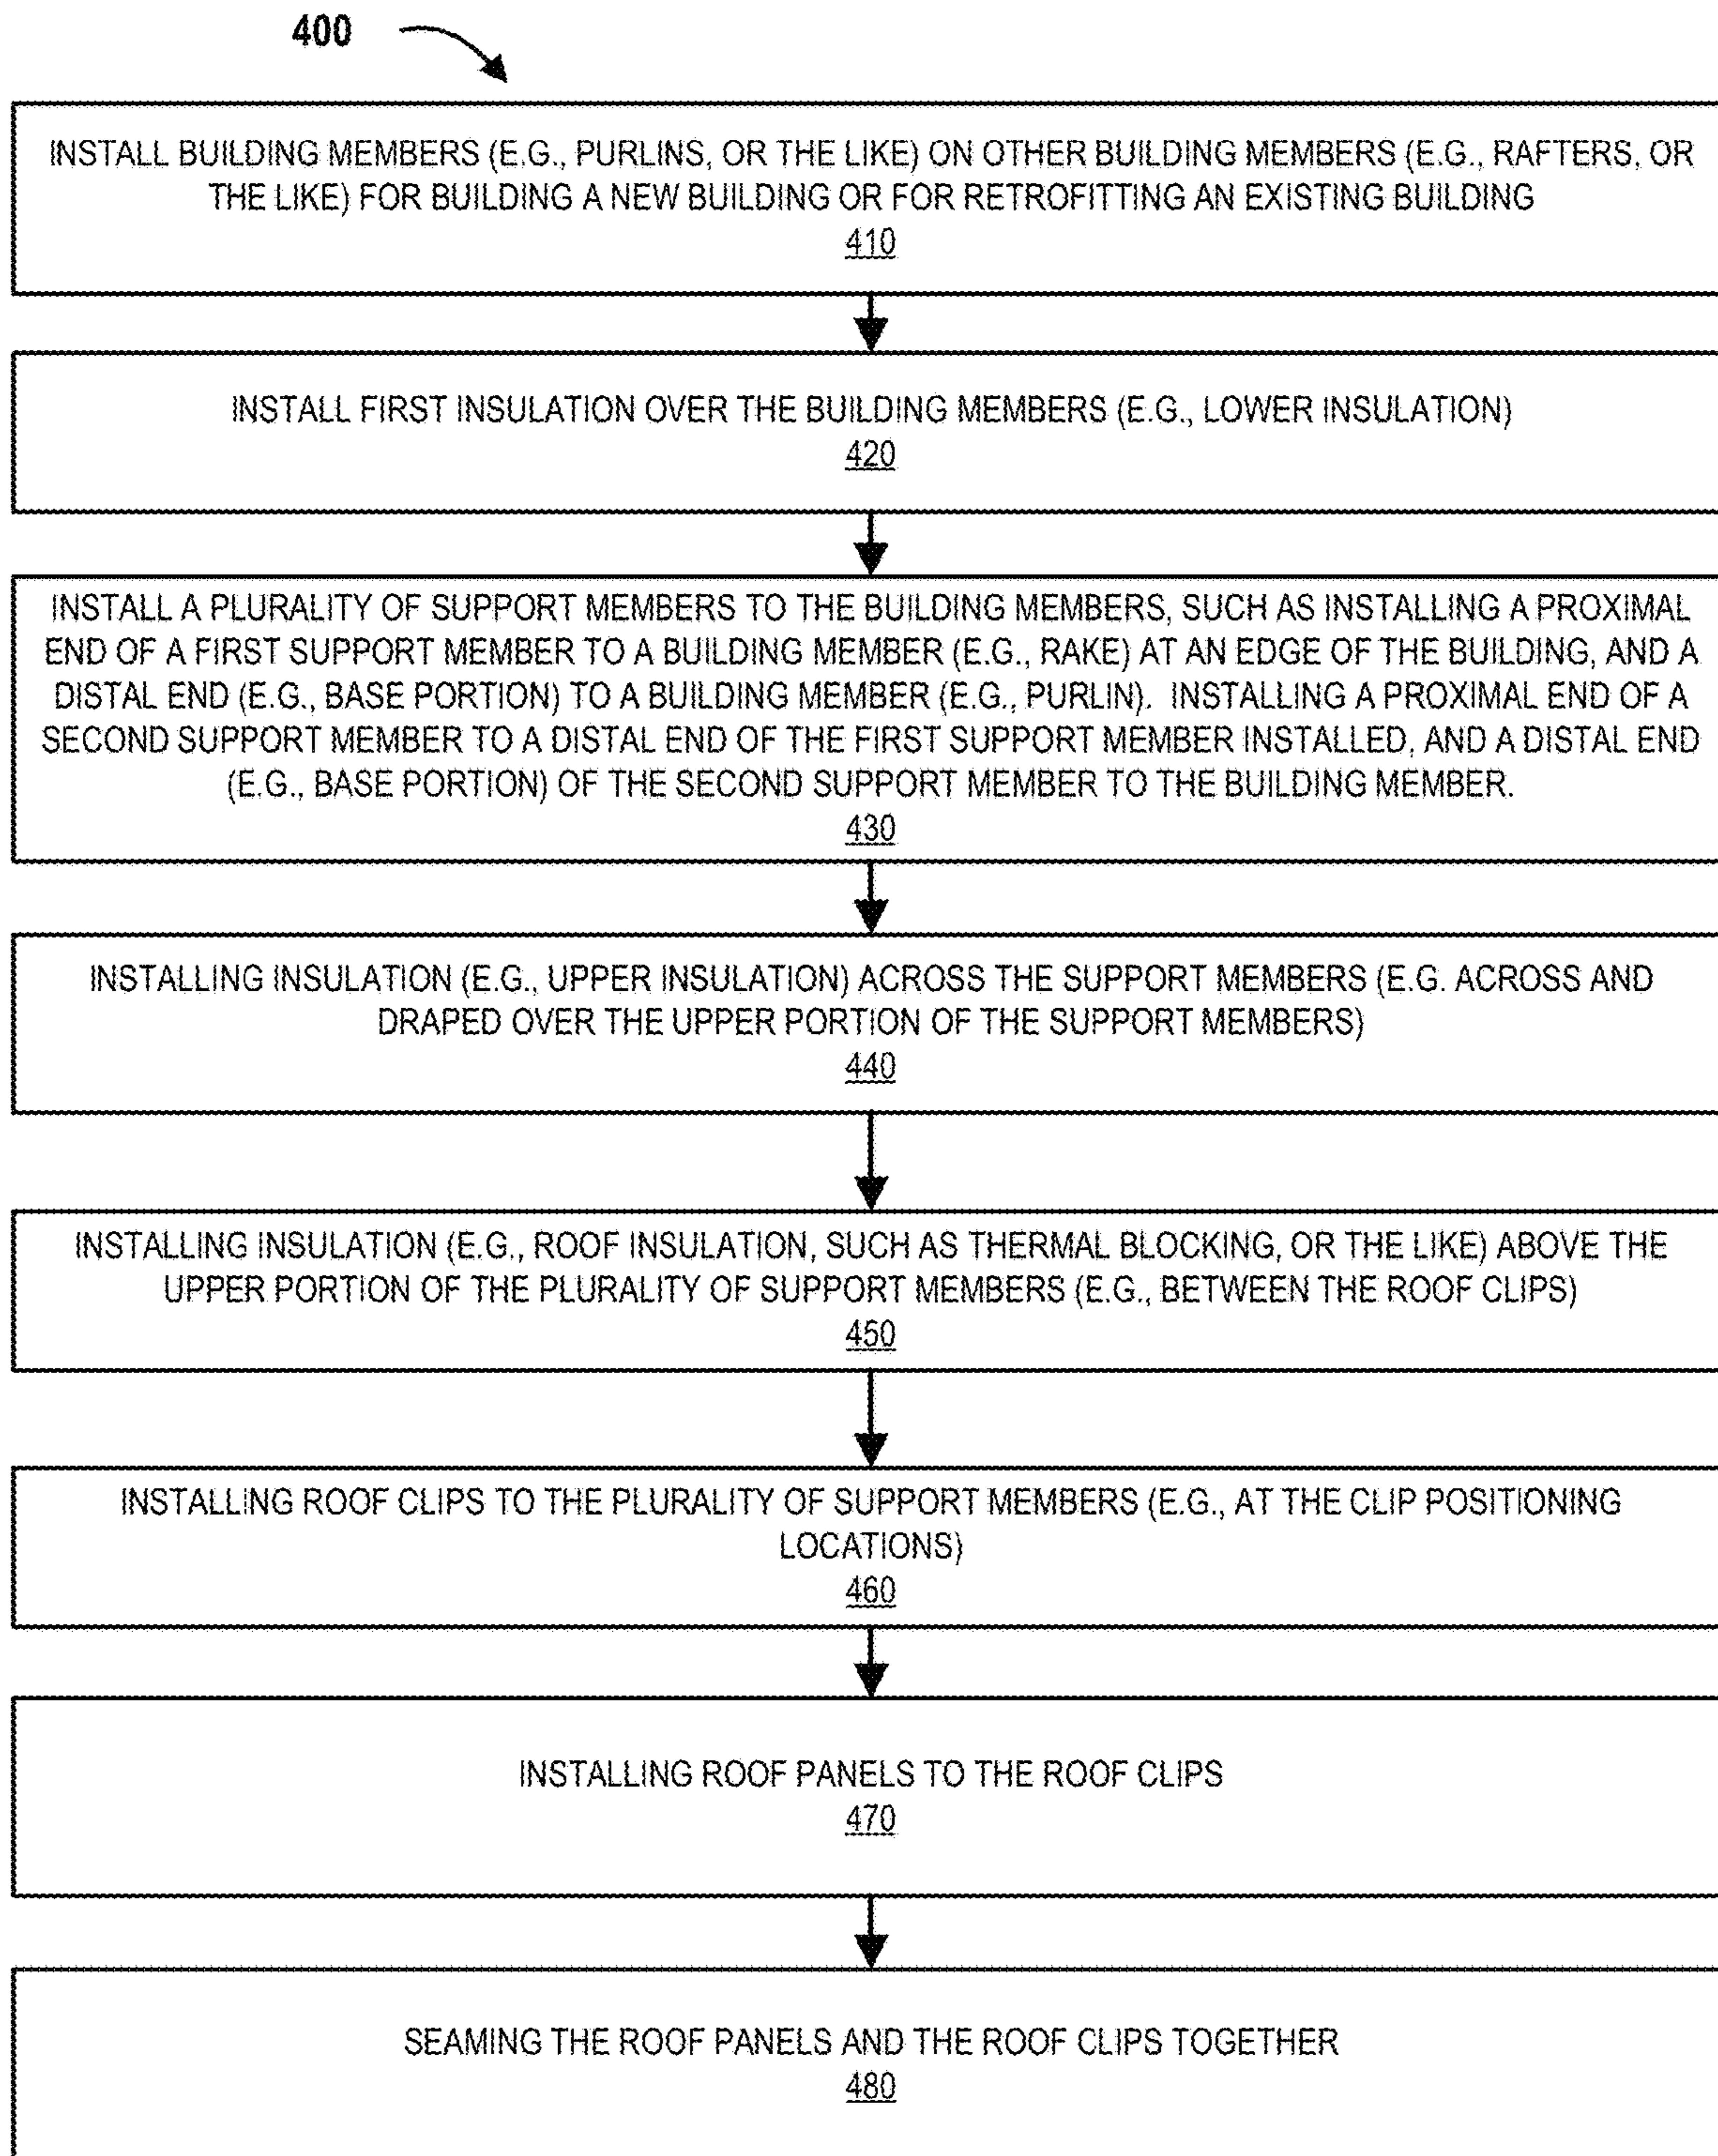 400
INSTALL BUILDING MEMBERS (E.G., PURLINS, OR THE LIKE) ON OTHER BUILDING MEMBERS (E.G., RAFTERS, OR
THE LIKE) FOR BUILDING A NEW BUILDING OR FOR RETROFITTING AN EXISTING BUILDING
410
INSTALL FIRST INSULATION OVER THE BUILDING MEMBERS (E.G., LOWER INSULATION)
420
INSTALL A PLURALITY OF SUPPORT MEMBERS TO THE BUILDING MEMBERS, SUCH AS INSTALLING A PROXIMAL
END OF A FIRST SUPPORT MEMBER TO A BUILDING MEMBER (E.G., RAKE) AT AN EDGE OF THE BUILDING, AND A
DISTAL END (E.G., BASE PORTION) TO A BUILDING MEMBER (E.G., PURLIN). INSTALLING A PROXIMAL END OF A
SECOND SUPPORT MEMBER TO A DISTAL END OF THE FIRST SUPPORT MEMBER INSTALLED, AND A DISTAL END
(E.G., BASE PORTION) OF THE SECOND SUPPORT MEMBER TO THE BUILDING MEMBER.
430
INSTALLING INSULATION (E.G., UPPER INSULATION) ACROSS THE SUPPORT MEMBERS (E.G. ACROSS AND
DRAPED OVER THE UPPER PORTION OF THE SUPPORT MEMBERS)
440
INSTALLING INSULATION (E.G., ROOF INSULATION, SUCH AS THERMAL BLOCKING, OR THE LIKE) ABOVE THE
UPPER PORTION OF THE PLURALITY OF SUPPORT MEMBERS (E.G., BETWEEN THE ROOF CLIPS)
450
INSTALLING ROOF CLIPS TO THE PLURALITY OF SUPPORT MEMBERS (E.G., AT THE CLIP POSITIONING
LOCATIONS)
460
INSTALLING ROOF PANELS TO THE ROOF CLIPS
470
SEAMING THE ROOF PANELS AND THE ROOF CLIPS TOGETHER
480